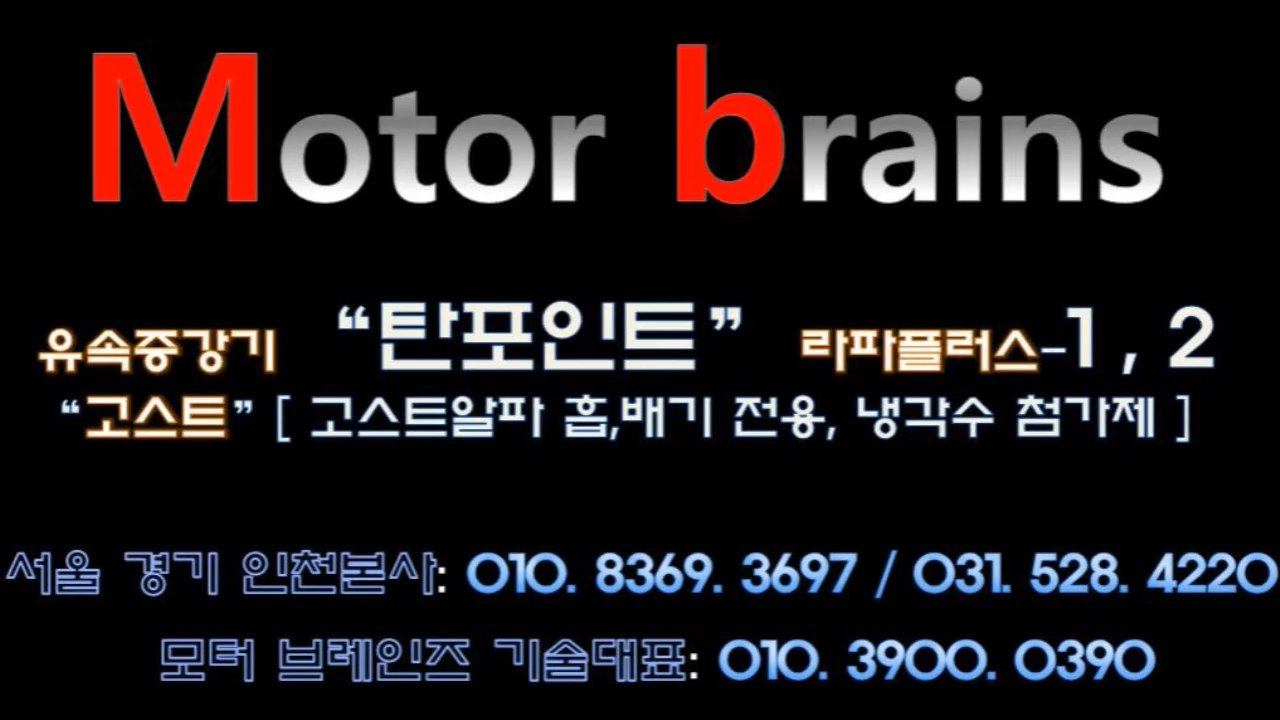 Motor brains
유속증강기 “탄포인트” 라파플러스-1, 2
“고스트” [ 고스트알파 흡,배기 전용, 냉각수 첨가제 ]
서울 경기 인천본사: 010. 8369. 3697 / 031. 528. 4220
모터 브레인즈 기술대표: 010. 3900. 0390